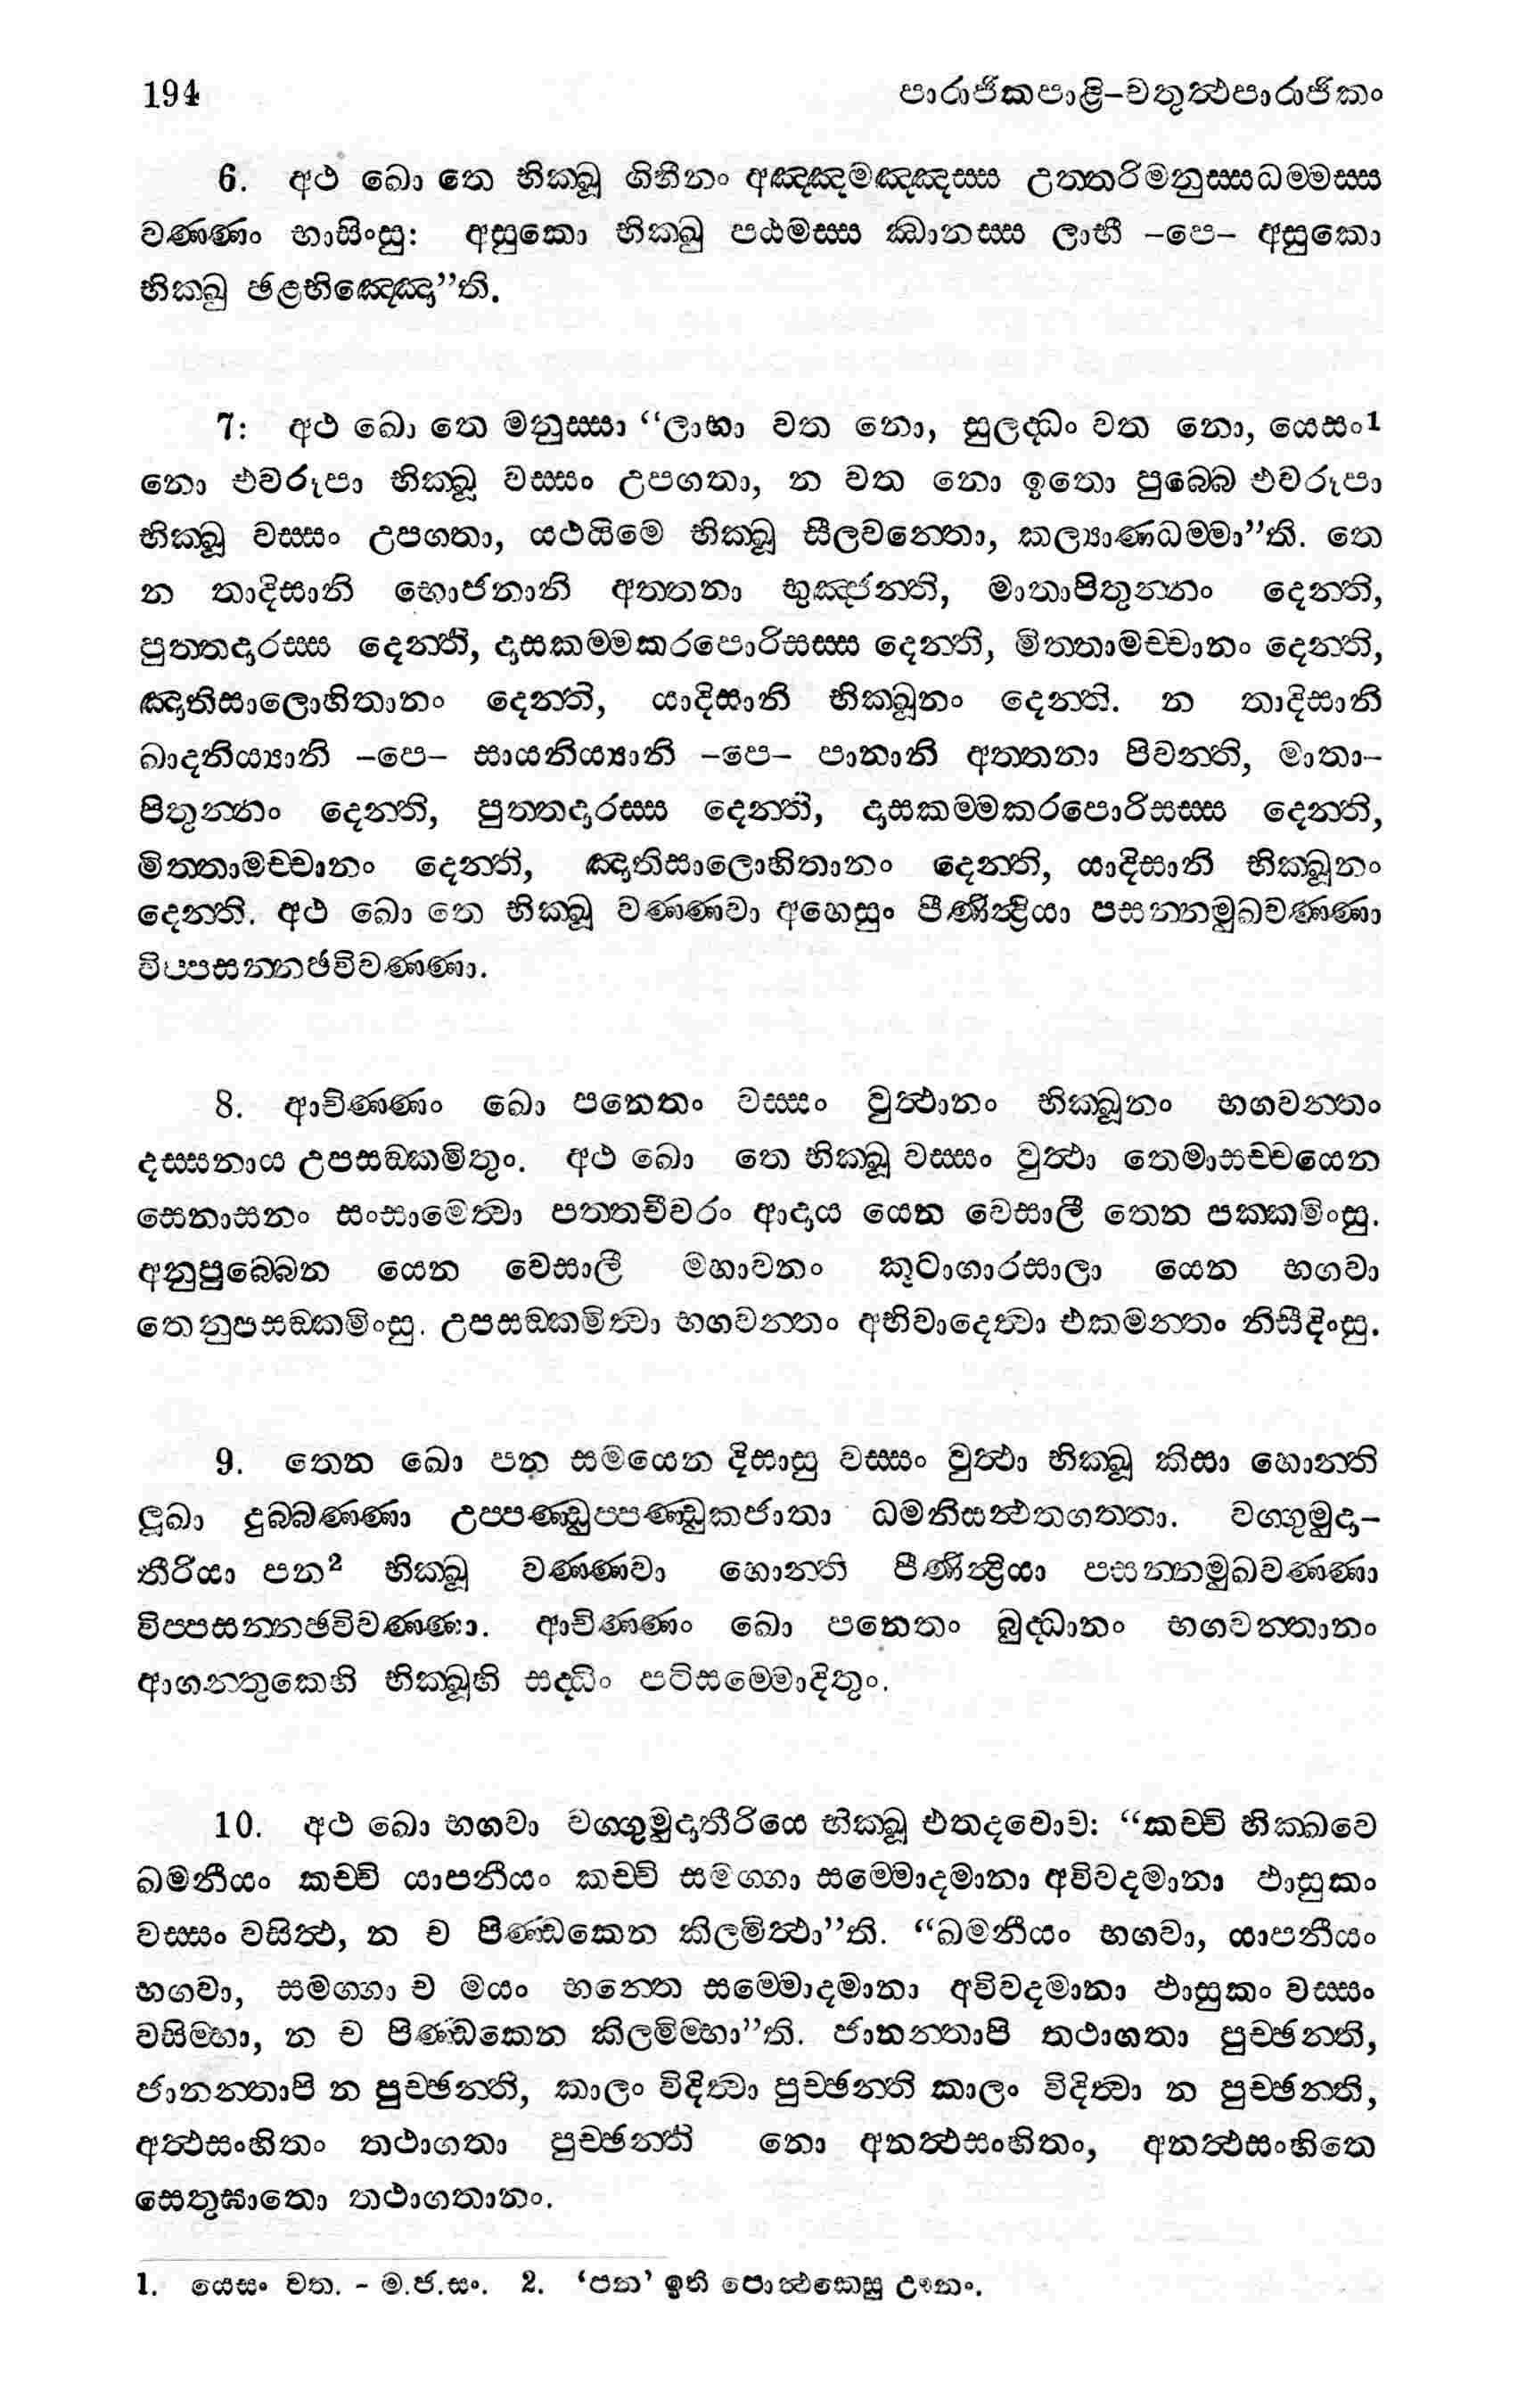 194 පාරාජිකපාළි–චතුත්‍ථපාරාජිකං
6. අථ ඛො තෙ භික්‍ඛූ ගිහීනං අඤ්‍ඤමඤ්‍ඤස්‍ස උත්‍තරිමනුස්‍සධම්‍මස්‍ස
වණ්‍ණං භාසිංසු: අසුකො භික්‍ඛු පඨමස්‍ස ඣානස්‍ස ලාභී –පෙ– අසුකො
භික්‍ඛු ඡළභිඤ්‍ඤො”ති.
7: අථ ඛො තෙ මනුස්‍සා “ලාභා වත නො, සුලද්‍ධං වත නො, යෙසං1
නො එවරූපා භික්‍ඛූ වස්‍සං උපගතා, න වත නො ඉතො පුබ්‍බෙ එවරූපා
භික්‍ඛූ වස්‍සං උපගතා, යථයිමෙ භික්‍ඛූ සීලවන්‍තො, කල්‍යාණධම්‍මා”ති. තෙ
න තාදිසානි භොජනානි අත්‍තනා භුඤ්‍ජන්‍ති, මාතාපිතුන්‍නං දෙන්‍ති,
පුත්‍තදාරස්‍ස දෙන්‍ති, දාසකම්‍මකරපොරිසස්‍ස දෙන්‍ති, මිත්‍තාමච්‍චානං දෙන්‍ති,
ඤාතිසාලොහිතානං දෙන්‍ති, යාදිසානි භික්‍ඛූනං දෙන්‍ති. න තාදිසානි
ඛාදනියානි –පෙ– සායනියානි –පෙ– පානානි අත්‍තනා පිවන්‍ති, මාතා–
පිතුන්‍නං දෙන්‍ති, පුත්‍තදාරස්‍ස දෙන්‍ති, දාසකම්‍මකරපොරිසස්‍ස දෙන්‍ති,
මිත්‍තාමච්‍චානං දෙන්‍ති, ඤාතිසාලොහිතානං දෙන්‍ති, යාදිසානි භික්‍ඛූනං
දෙන්‍ති. අථ ඛො තෙ භික්‍ඛූ වණ්‍ණවා අහෙසුං පීණින්‍ද්‍රියා පසන්‍නමුඛවණ්‍ණා
විප්‍පසන්‍නඡවිවණ්‍ණා.
8. ආචිණ්‍ණං ඛො පනෙතං වස්‍සං වුත්‍ථානං භික්‍ඛූනං භගවන්‍තං
දස්‍සනාය උපසඞ්‍කමිතුං. අථ ඛො තෙ භික්‍ඛූ වස්‍සං වුත්‍ථා තෙමාසච්‍චයෙන
සෙනාසනං සංසාමෙත්‍වා පත්‍තචීවරං ආදාය යෙන වෙසාලී තෙන පක්‍කමිංසු.
අනුපුබ්‍බෙන යෙන වෙසාලී මහාවනං කූටාගාරසාලා යෙන භගවා
තෙනුපසඞ්‍කමිංසු. උපසඞ්‍කමිත්‍වා භගවන්‍තං අභිවාදෙත්‍වා එකමන්‍තං නිසීදිංසු.
9. තෙන ඛො පන සමයෙන දිසාසු වස්‍සං වුත්‍ථා භික්‍ඛූ කිසා හොන්‍ති
ලූඛා දුබ්‍බණ්‍ණා උප්‍පණ්‍ඩුප්‍පණ්‍ඩුකජාතා ධමනිසන්‍ථතගත්‍තා. වග්‍ගුමුදා–
තීරියා පන2 භික්‍ඛූ වණ්‍ණවා හොන්‍ති පීණින්‍ද්‍රියා පසන්‍නමුඛවණ්‍ණා
විප්‍පසන්‍නඡවිවණ්‍ණා. ආචිණ්‍ණං ඛො පනෙතං බුද්‍ධානං භගවන්‍තානං
ආගන්‍තුකෙහි භික්‍ඛූහි සද්‍ධිං පටිසම්‍මොදිතුං.
10. අථ ඛො භගවා වග්‍ගුමුදාතීරියෙ භික්‍ඛූ එතදවොච: “කච්‍චි භික්‍ඛවෙ
ඛමනීයං කච්‍චි යාපනීයං කච්‍චි සමග්‍ගා සම්‍මොදමානා අවිවදමානා ඵාසුකං
වස්‍සං වසිත්‍ථ, න ච පිණ්‍ඩකෙන කිලමිත්‍ථා”ති. “ඛමනීයං භගවා, යාපනීයං
භගවා, සමග්‍ගා ච මයං භන්‍තෙ සම්‍මොදමානා අවිවදමානා ඵාසුකං වස්‍සං
වසිම්‍හා, න ච පිණ්‍ඩකෙන කිලමිම්‍හා”ති. ජානන්‍තාපි තථාගතා පුච්‍ඡන්‍ති,
ජානන්‍තාපි න පුච්‍ඡන්‍ති, කාලං විදිත්‍වා පුච්‍ඡන්‍ති කාලං විදිත්‍වා න පුච්‍ඡන්‍ති,
අත්‍ථසංහිතං තථාගතා පුච්‍ඡන්‍ති නො අනත්‍ථසංහිතං, අනත්‍ථසංහිතෙ
සෙතුඝාතො තථාගතානං.
1. යෙසං වත. – ම.ජ.සං. 2. ‘පන’ ඉති පොත්‍ථකෙසු ඌනං.